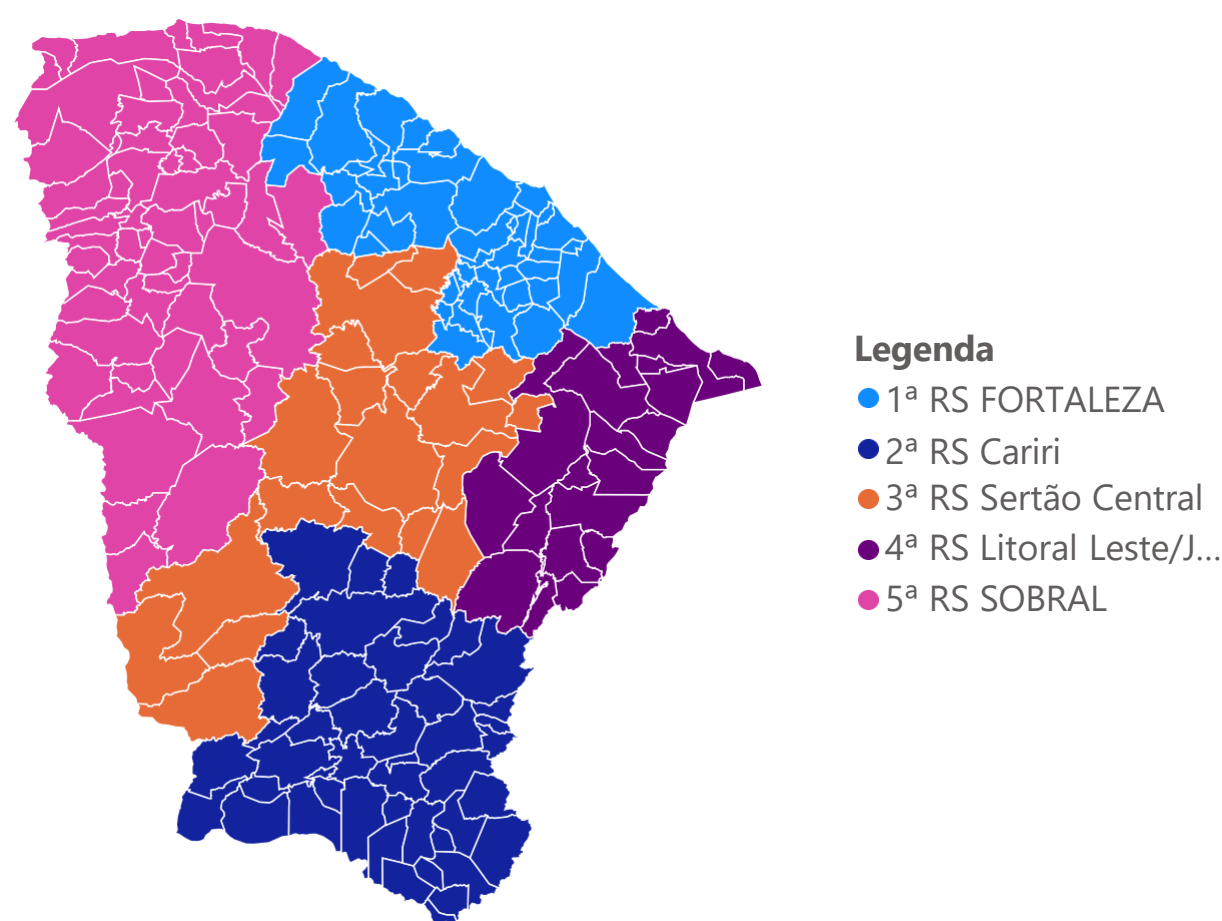 Legenda
1ª RS FORTALEZA
2ª RS Cariri
3ª RS Sertão Central
4ª RS Litoral Leste/J...
5ª RS SOBRAL